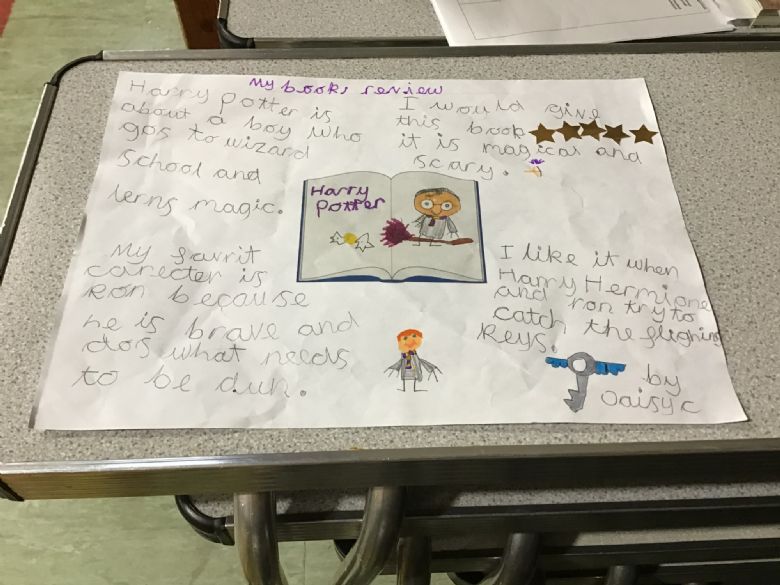 My books review
Harry Potter is
about a boy who
gos to wizard
school and
lerns magic.
I would give
this book
it is magical and
scary.
Harry
Potter
My favrit
carecter is
Ron because
he is brave and
dos what needs
to be dun.
I like it when
Harry Hermione
and ron try to
catch the flighing
keys.
by
Daisy c